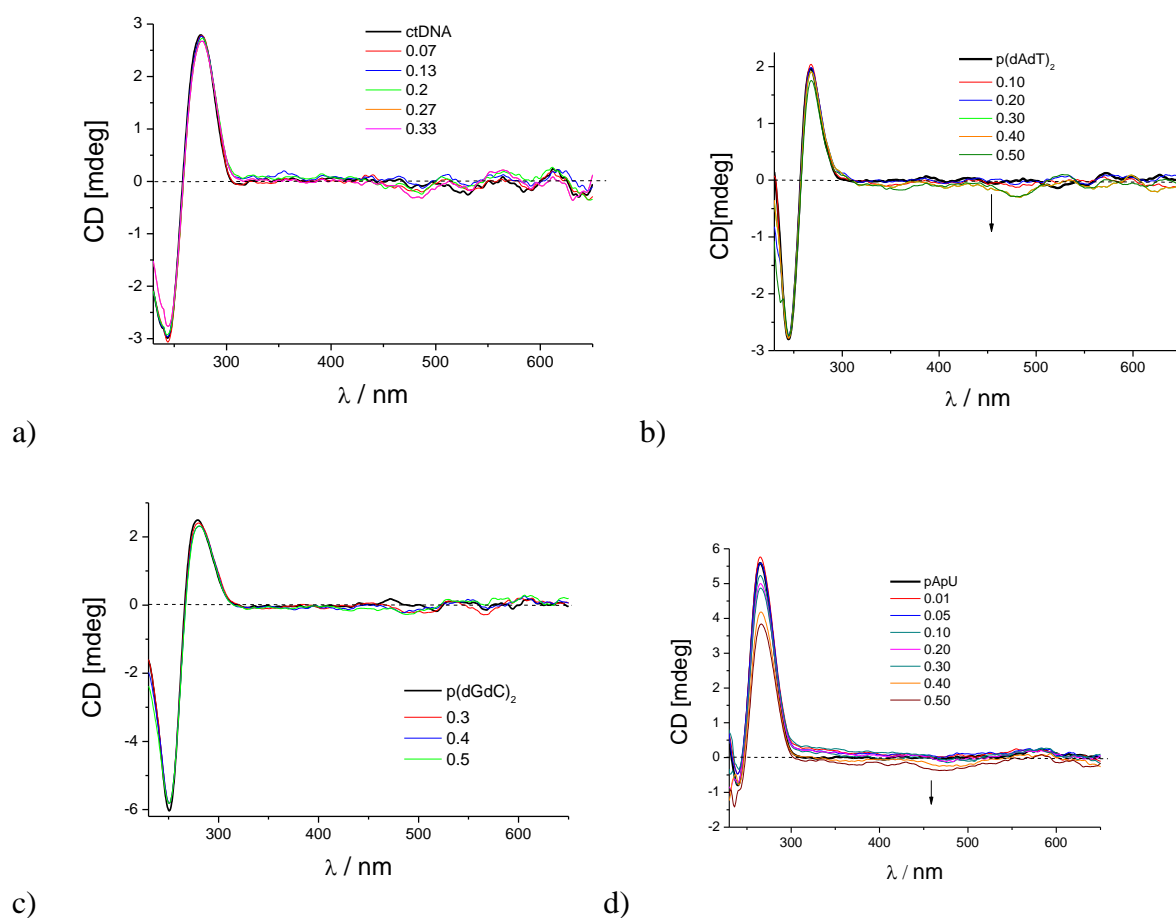 ctDNA
0.07
0.13
0.2
0.27
0.33
3
2
1
0
-1
-2
-3
CD [mdeg]
300 400 500 600
λ / nm
a)
p(dAdT)2
0.10
0.20
0.30
0.40
0.50
2
1
0
-1
-2
-3
CD[mdeg]
300 400 500 600
λ / nm
b)
p(dGdC)2
0.3
0.4
0.5
2
0
-2
-4
-6
CD [mdeg]
300 400 500 600
λ / nm
c)
pApU
0.01
0.05
0.10
0.20
0.30
0.40
0.50
6
5
4
3
2
1
0
-1
-2
CD [mdeg]
300 400 500 600
λ / nm
d)